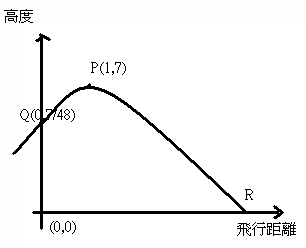 高度
P(1,7)
Q(0,7/48)
R
(0,0)
飛行距離